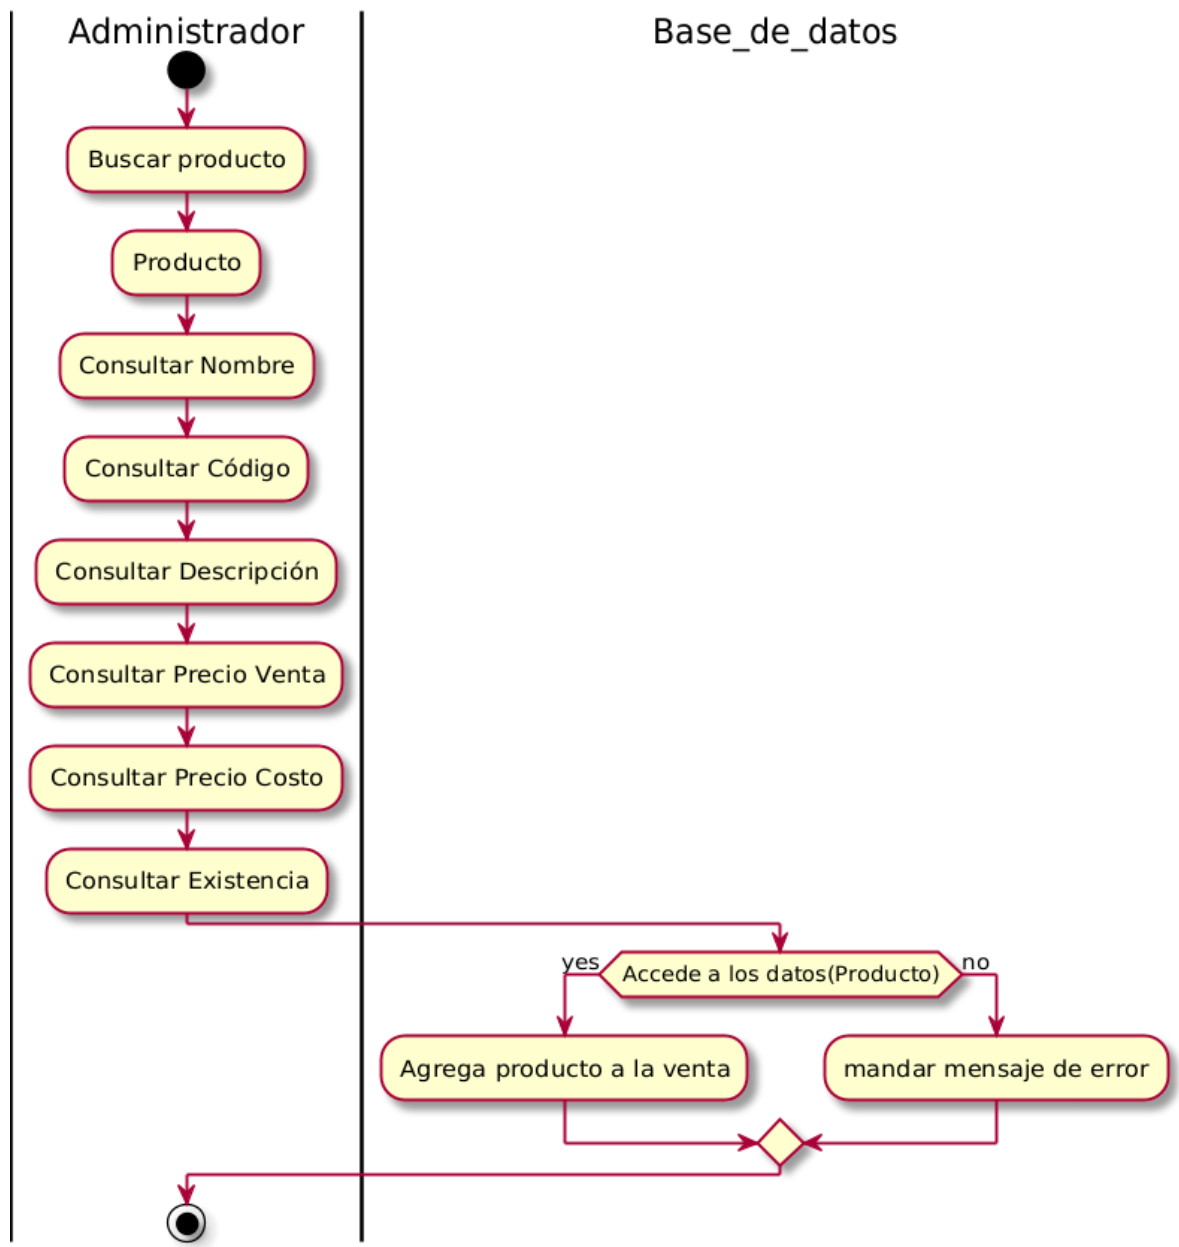 Administrador
Base_de_datos
Buscar producto
Producto
Consultar Nombre
Consultar Código
Consultar Descripción
Consultar Precio Venta
Consultar Precio Costo
Consultar Existencia
yes
Accede a los datos(Producto)
no
Agrega producto a la venta
mandar mensaje de error